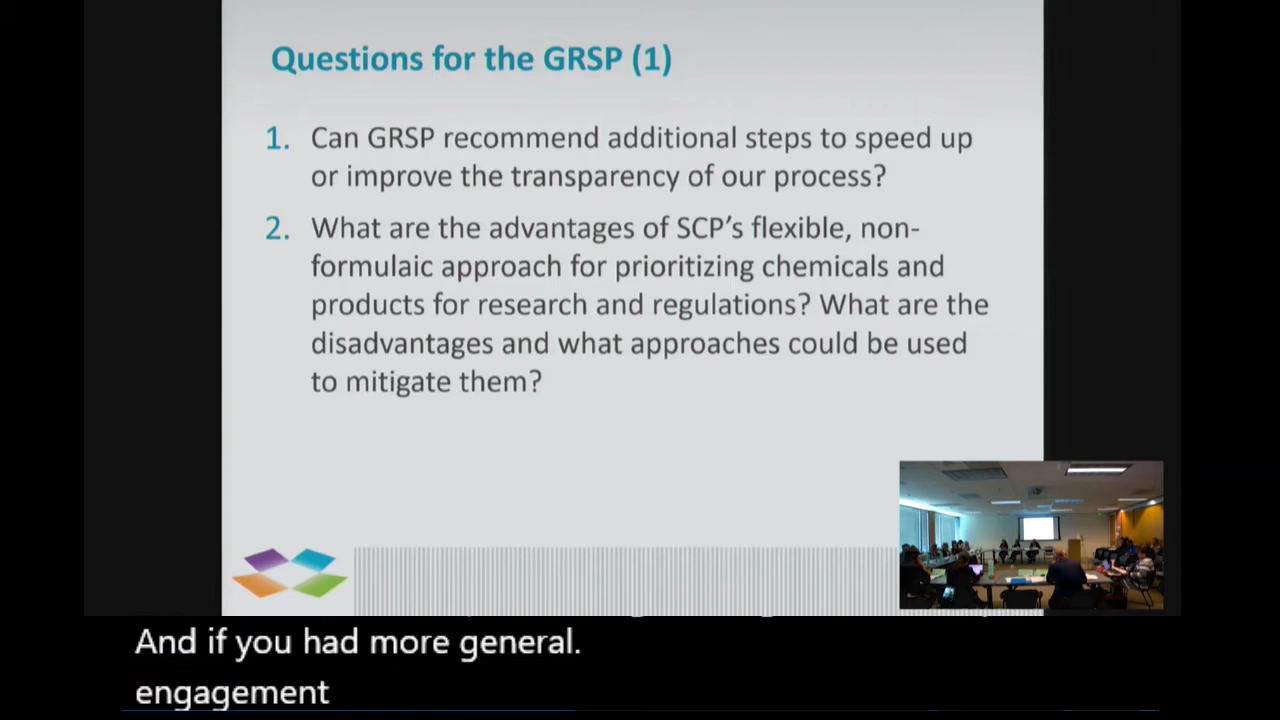 Questions for the GRSP (1)
1. Can GRSP recommend additional steps to speed up
or improve the transparency of our process?
2. What are the advantages of SCP’s flexible, non-
formulaic approach for prioritizing chemicals and
products for research and regulations? What are the
disadvantages and what approaches could be used
to mitigate them?
And if you had more general.
engagement